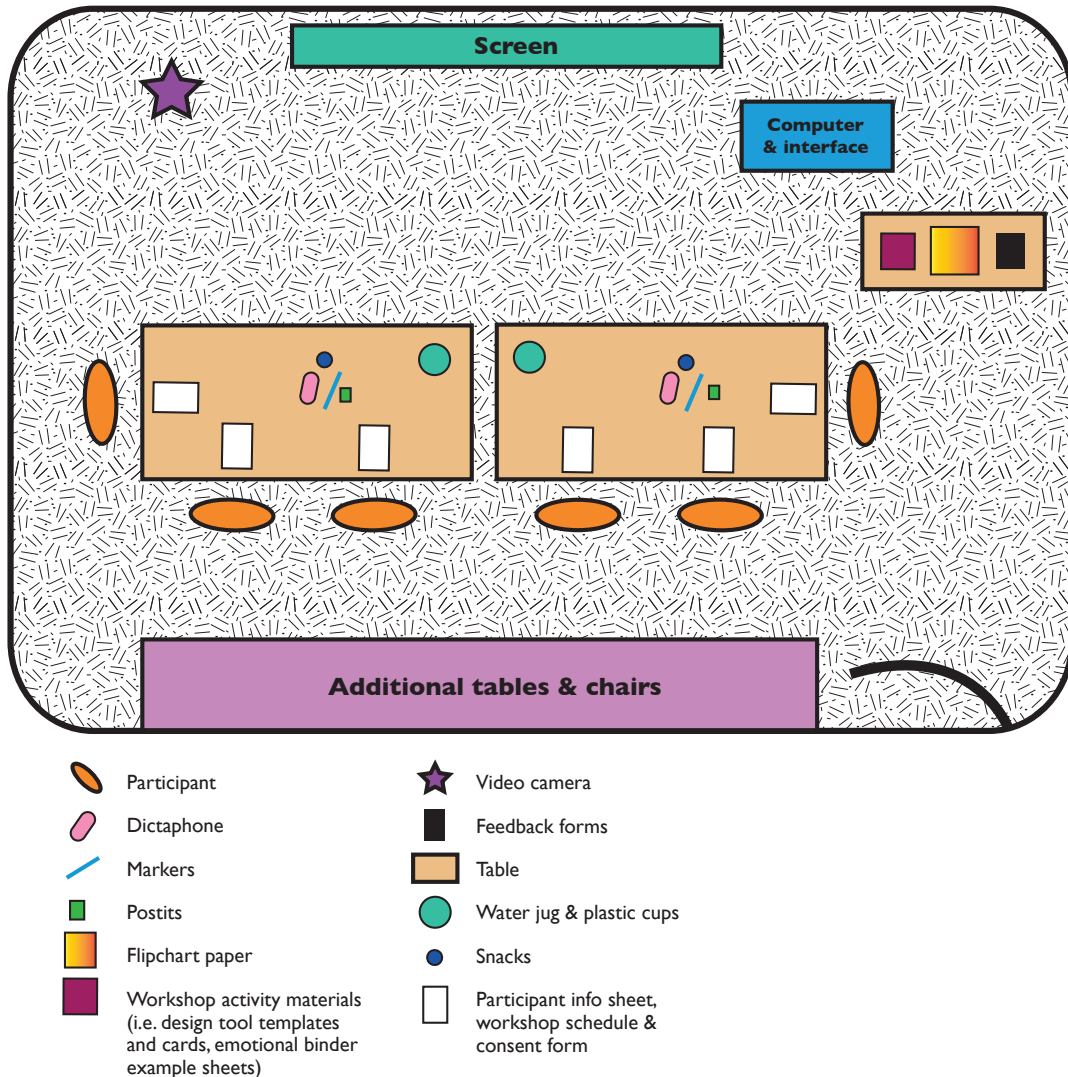 Screen
Computer
& interface
Additional tables & chairs
Participant
Dictaphone
Markers
Postits
Flipchart paper
Workshop activity materials
(i.e. design tool templates
and cards, emotional binder
example sheets)
Video camera
Feedback forms
Table
Water jug & plastic cups
Snacks
Participant info sheet,
workshop schedule &
consent form